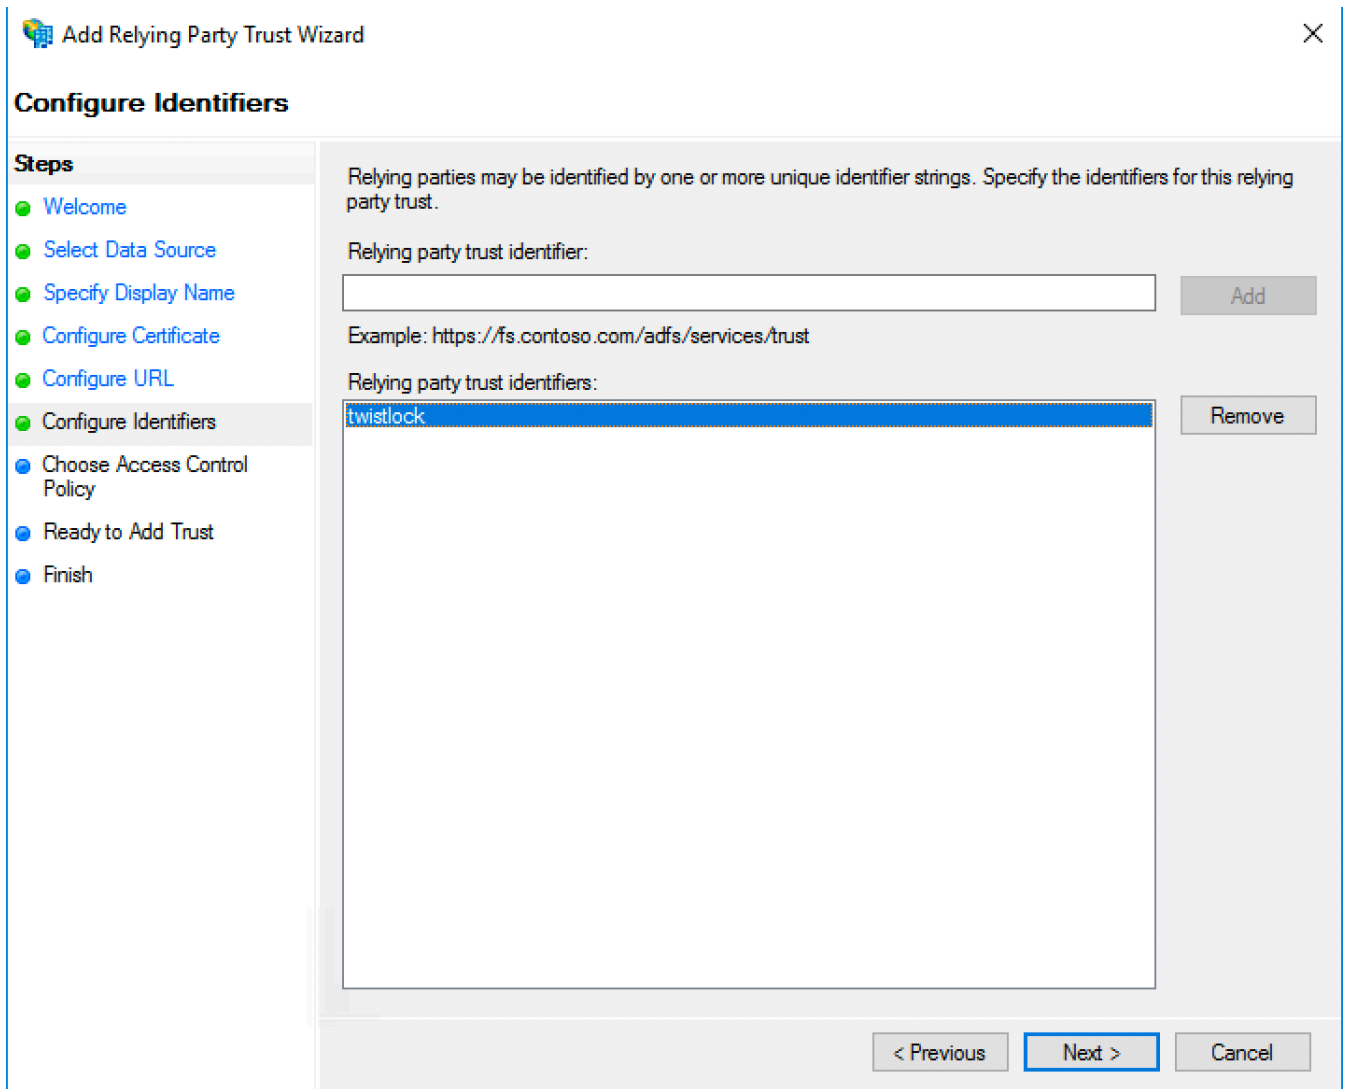 Add Relying Party Trust Wizard
Configure Identifiers
Steps
Welcome
Select Data Source
Specify Display Name
Configure Certificate
Configure URL
Configure Identifiers
Choose Access Control
Policy
Ready to Add Trust
Finish
Relying parties may be identified by one or more unique identifier strings. Specify the identifiers for this relying
party trust.
Relying party trust identifier:
Add
Example: https://fs.contoso.com/adfs/services/trust
Relying party trust identifiers:
twistlock
Remove
< Previous
Next >
Cancel